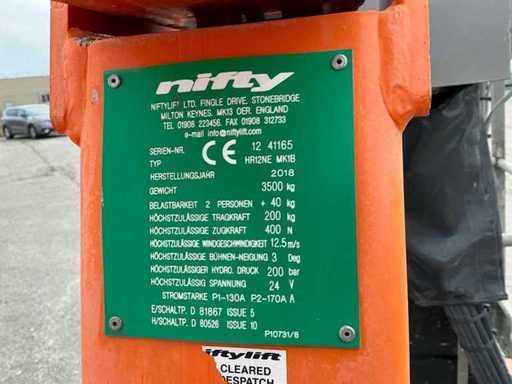 nifty
NIFTYLIFT LTD, FINGLE DRIVE, STONEBRIDGE
MILTON KEYNES, MK13 OER, ENGLAND
TEL 01908 223456, FAX 01908 312733
e-mail info@niftylift.com
SERIEN-NR. CE 12 41165
TYP HR12NE MK1B
HERSTELLUNGSJAHR 2018
GEWICHT 3500 kg
BELASTBARKEIT 2 PERSONEN + 40 kg
HÖCHSTZULÄSSIGE TRAGKRAFT 200 kg
HÖCHSTZULÄSSIGE ZUGKRAFT 400 N
HÖCHSTZULÄSSIGE WINDGESCHWINDIGKEIT 12.5 m/s
HÖCHSTZULÄSSIGE BÜHNEN-NEIGUNG 3 Deg
HÖCHSTZULÄSSIGER HYDRO. DRUCK 200 bar
HÖCHSTZULÄSSIG SPANNUNG 24 V
STROMSTARKE P1-130A P2-170A A
E/SCHALTP. D 81867 ISSUE 5
H/SCHALTP. D 80526 ISSUE 10
P10731/8
niftylift
CLEARED
DESPATCH